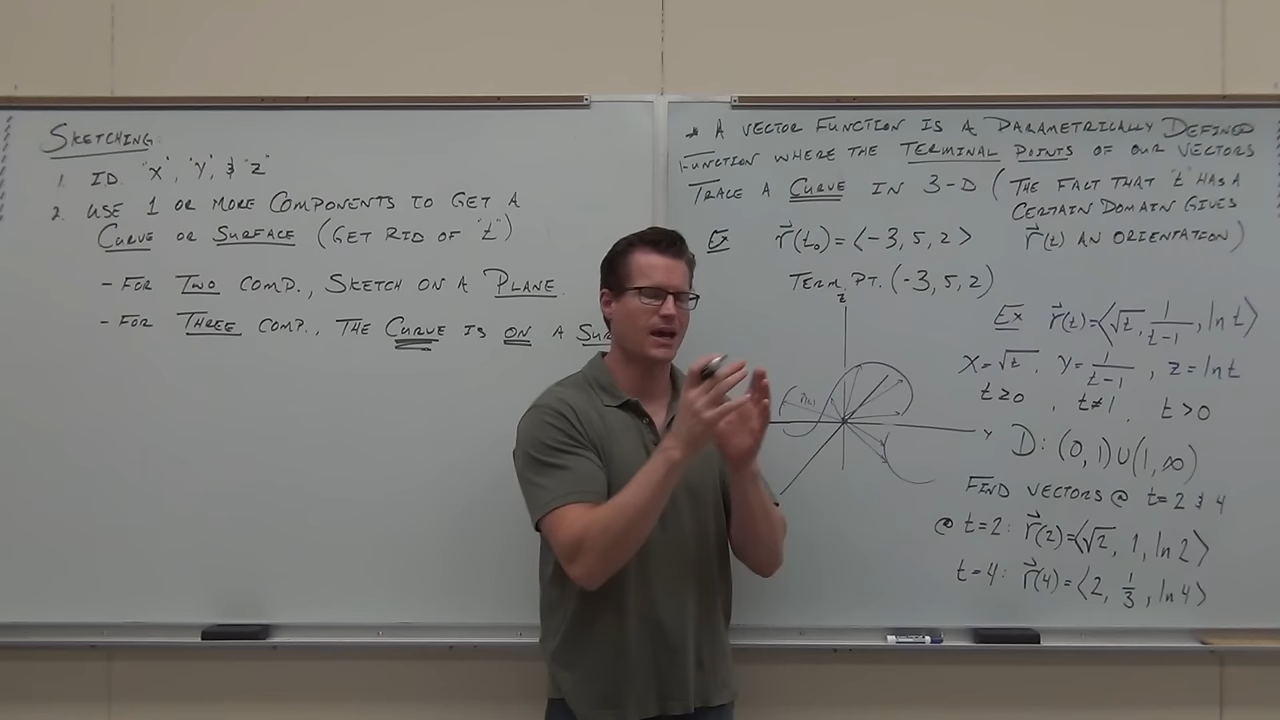 SKETCHING:
1. ID "X", "Y", & "Z"
2. USE 1 OR MORE COMPONENTS TO GET A
CURVE OR SURFACE (GET RID OF "t")
- FOR TWO COMP., SKETCH ON A PLANE.
- FOR THREE COMP., THE CURVE IS ON A
* A VECTOR FUNCTION IS A PARAMETRICALLY DEFINED
FUNCTION WHERE THE TERMINAL POINTS OF OUR VECTORS
TRACE A CURVE IN 3-D (THE FACT THAT "t" HAS A
CERTAIN DOMAIN GIVES
r⃗(t) AN ORIENTATION)
Ex r⃗(t₀) = ⟨-3, 5, 2⟩
TERM. PT. (-3, 5, 2)
z
y
Ex r⃗(t) = ⟨√t, 1/(t-1), ln t⟩
X = √t, Y = 1/(t-1), z = ln t
t ≥ 0, t ≠ 1, t > 0
D: (0, 1) ∪ (1, ∞)
FIND VECTORS @ t = 2 & 4
@ t = 2: r⃗(2) = ⟨√2, 1, ln 2⟩
t = 4: r⃗(4) = ⟨2, 1/3, ln 4⟩